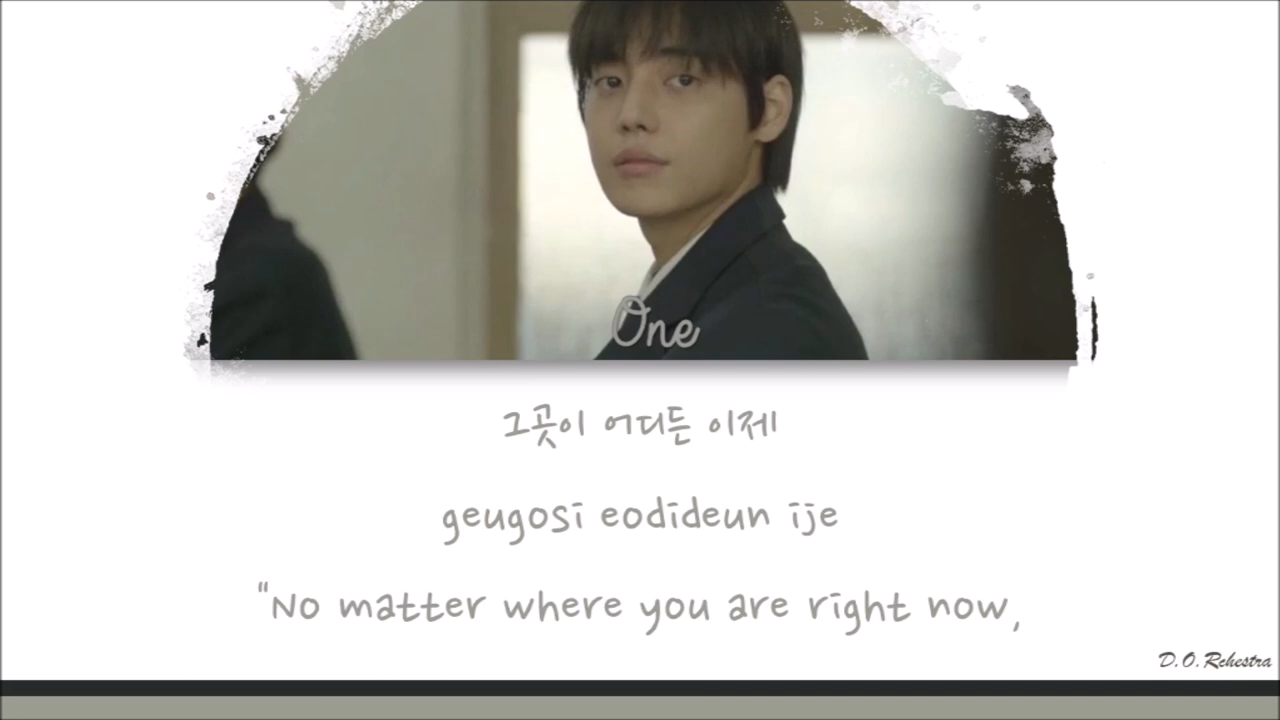 One
그곳이 어디든 이제
geugosi eodideun ije
"No matter where you are right now,
D.O.Rchestra